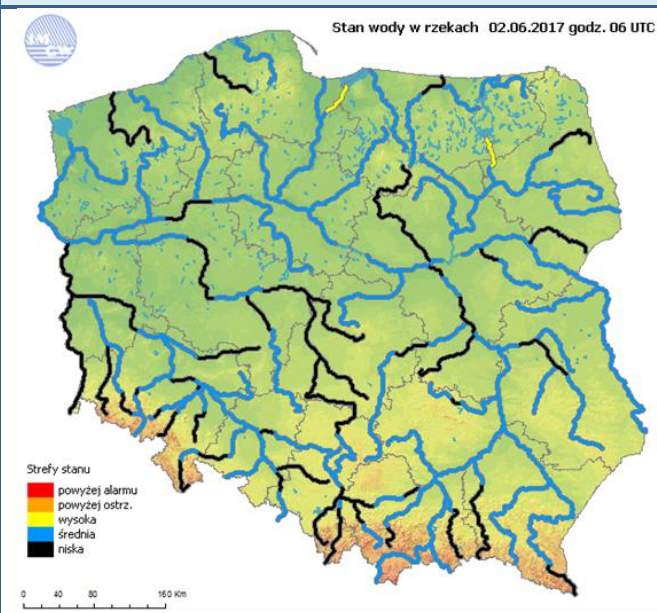 Stan wody w rzekach 02.06.2017 godz. 06 UTC
IMGW
Strefy stanu
powyżej alarmu
powyżej ostrz.
wysoka
średnia
niska
0 40 80 160 Km